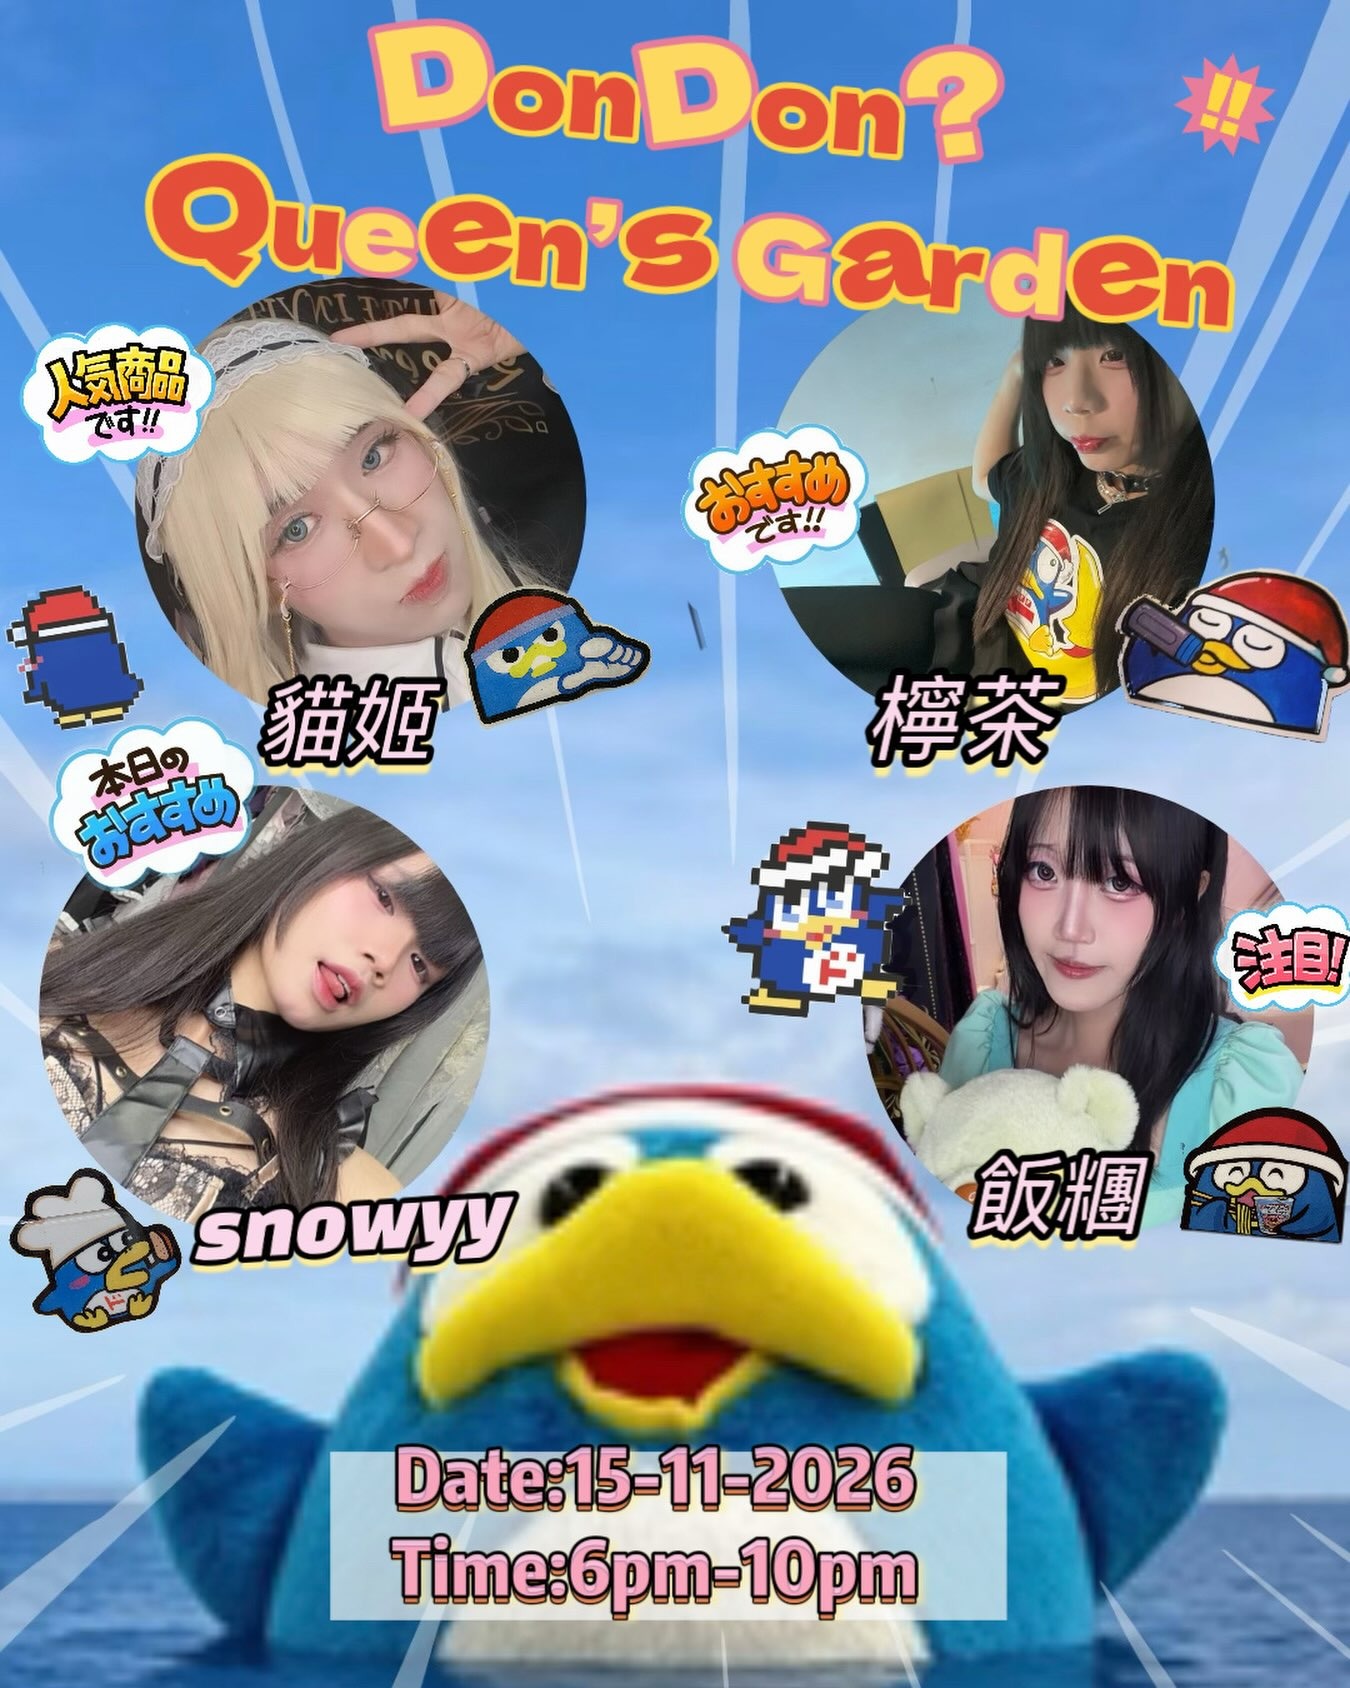 DonDon?
!!
Queen's Garden
人気商品
です!!
おすすめ
です!!
貓姬
檸茶
本日の
おすすめ
注目!
ド
飯糰
snowyy
Date:15-11-2026
Time:6pm-10pm